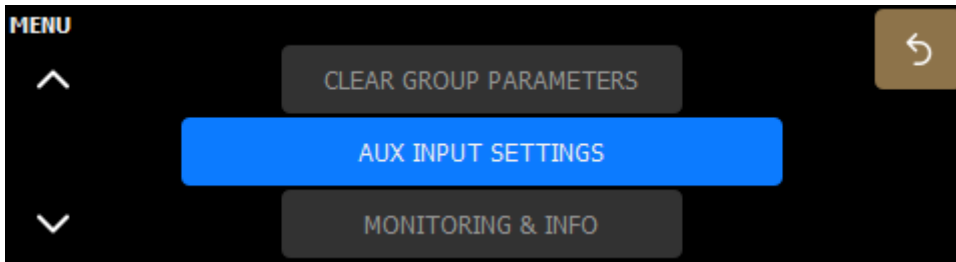 MENU
CLEAR GROUP PARAMETERS
AUX INPUT SETTINGS
MONITORING & INFO